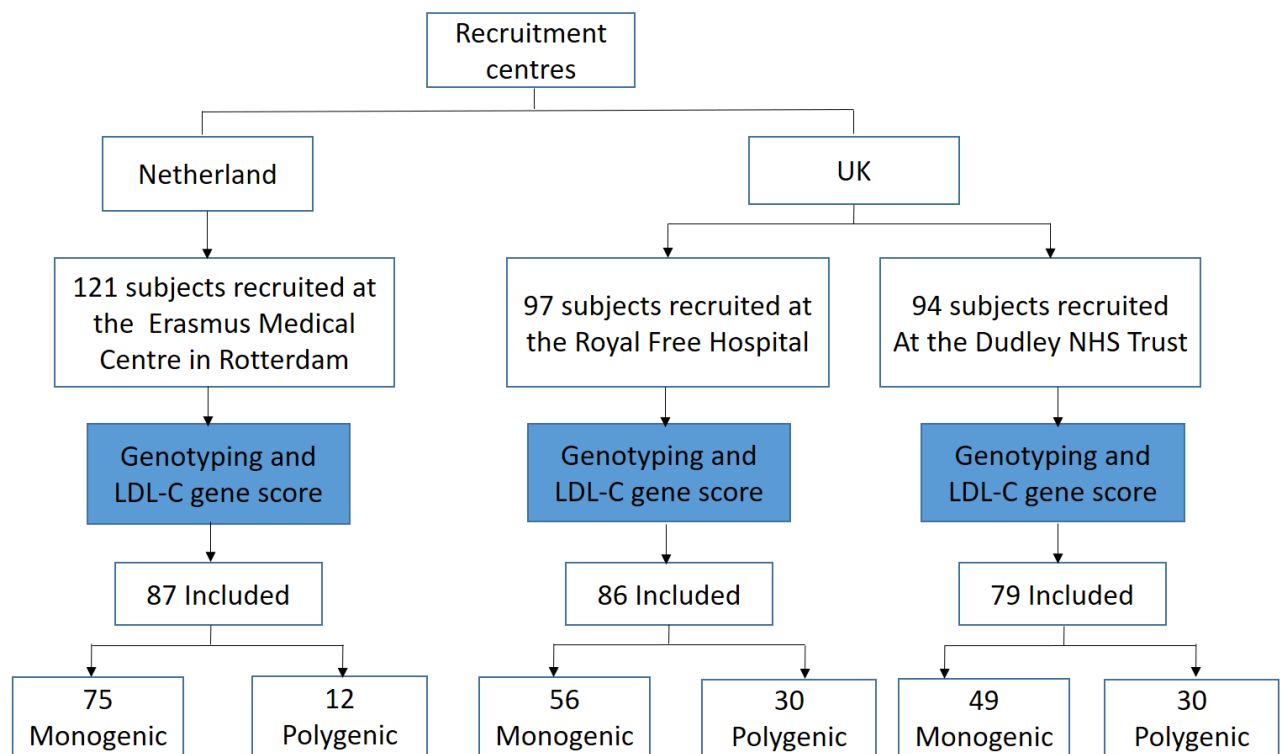 Recruitment
centres
Netherland
UK
121 subjects recruited at
the Erasmus Medical
Centre in Rotterdam
97 subjects recruited at
the Royal Free Hospital
94 subjects recruited
At the Dudley NHS Trust
Genotyping and
LDL-C gene score
Genotyping and
LDL-C gene score
Genotyping and
LDL-C gene score
87 Included
86 Included
79 Included
75
Monogenic
12
Polygenic
56
Monogenic
30
Polygenic
49
Monogenic
30
Polygenic